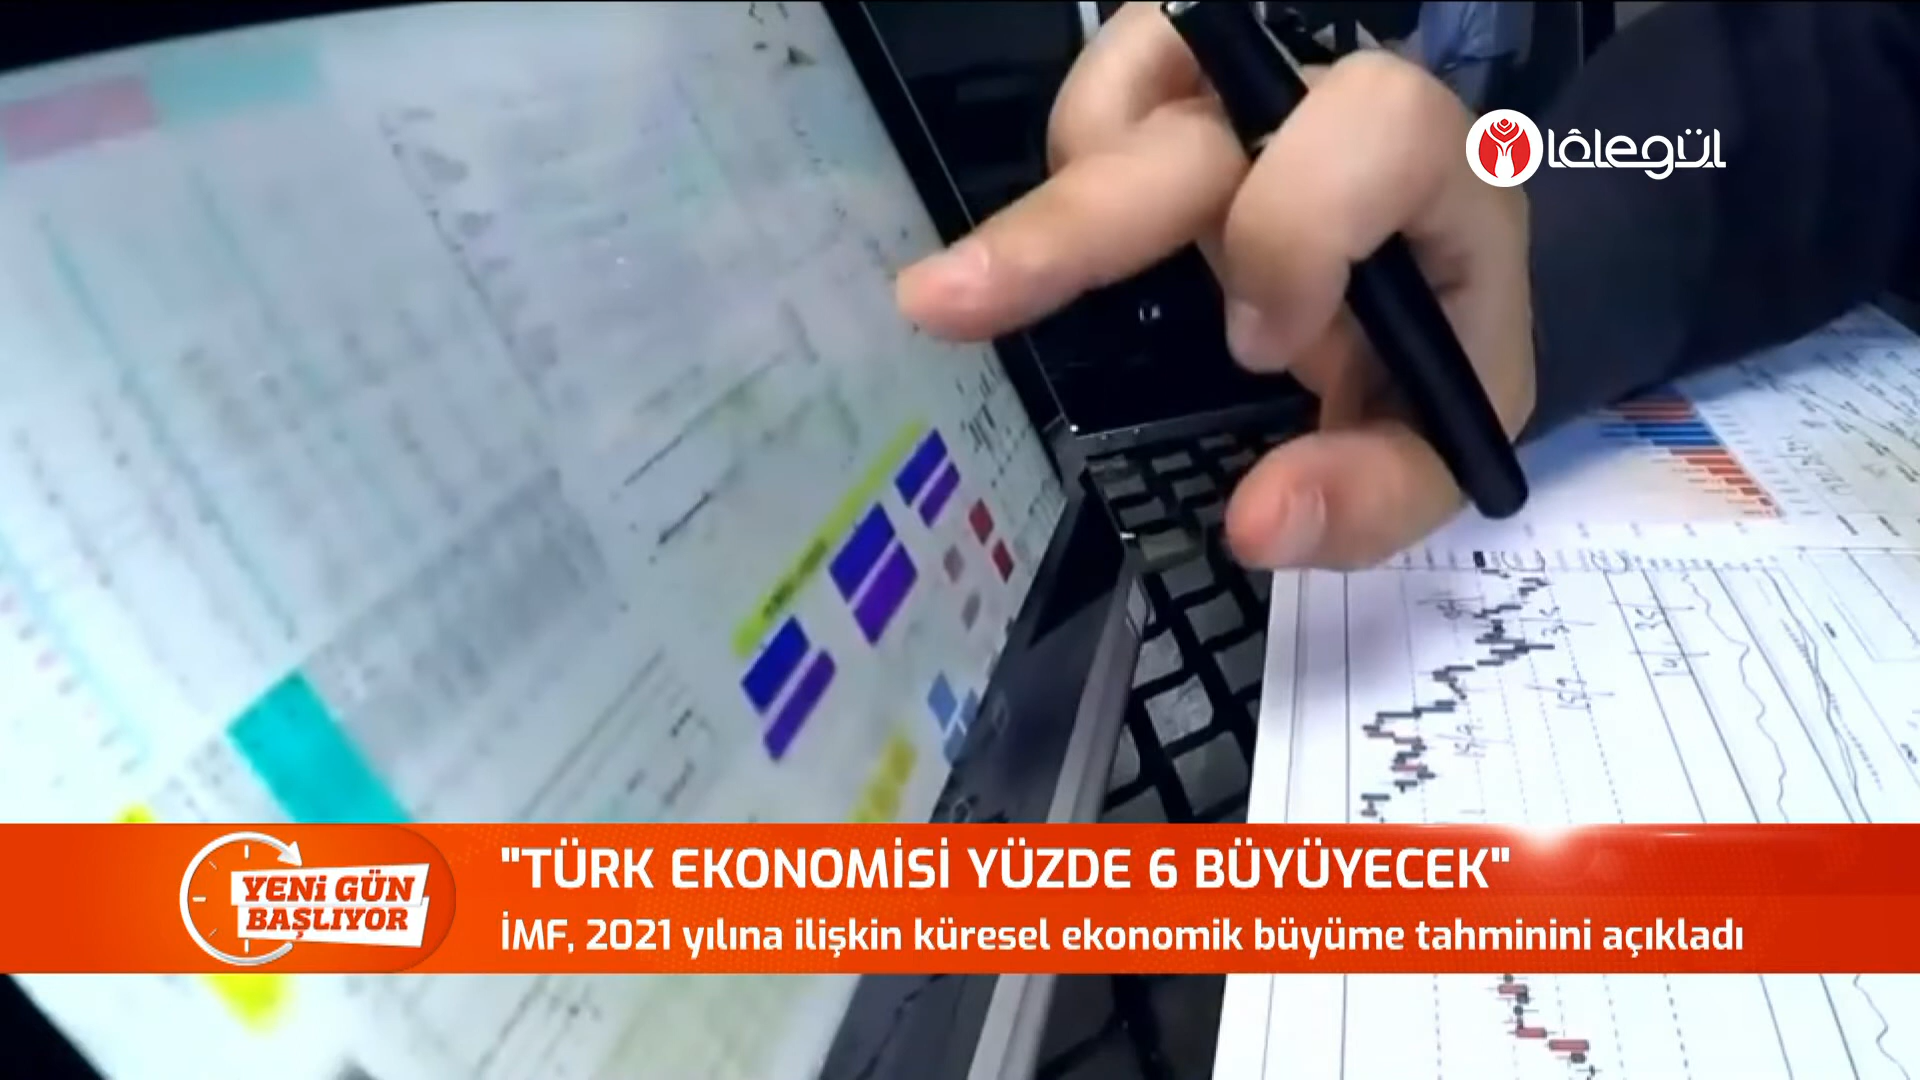 lâlegül
"TÜRK EKONOMİSİ YÜZDE 6 BÜYÜYECEK"
YENİ GÜN
BAŞLIYOR
İMF, 2021 yılına ilişkin küresel ekonomik büyüme tahminini açıkladı